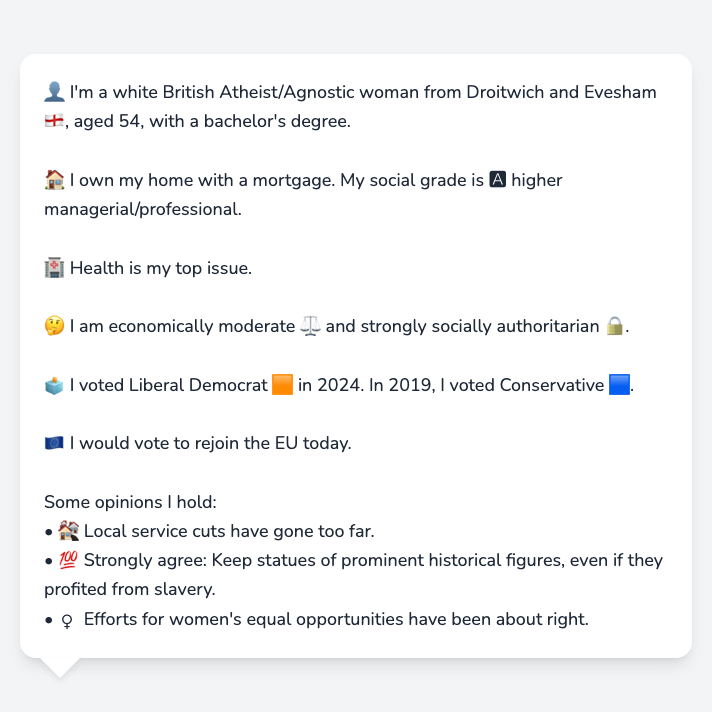 👤 I'm a white British Atheist/Agnostic woman from Droitwich and Evesham
🏴󠁧󠁢󠁥󠁮󠁧󠁿, aged 54, with a bachelor's degree.
🏠 I own my home with a mortgage. My social grade is 🅰 higher
managerial/professional.
🏥 Health is my top issue.
🤔 I am economically moderate ⚖️ and strongly socially authoritarian 🔒.
🗳️ I voted Liberal Democrat 🟧 in 2024. In 2019, I voted Conservative 🟦.
🇪🇺 I would vote to rejoin the EU today.
Some opinions I hold:
• 🏚️ Local service cuts have gone too far.
• 💯 Strongly agree: Keep statues of prominent historical figures, even if they
profited from slavery.
• ♀ Efforts for women's equal opportunities have been about right.